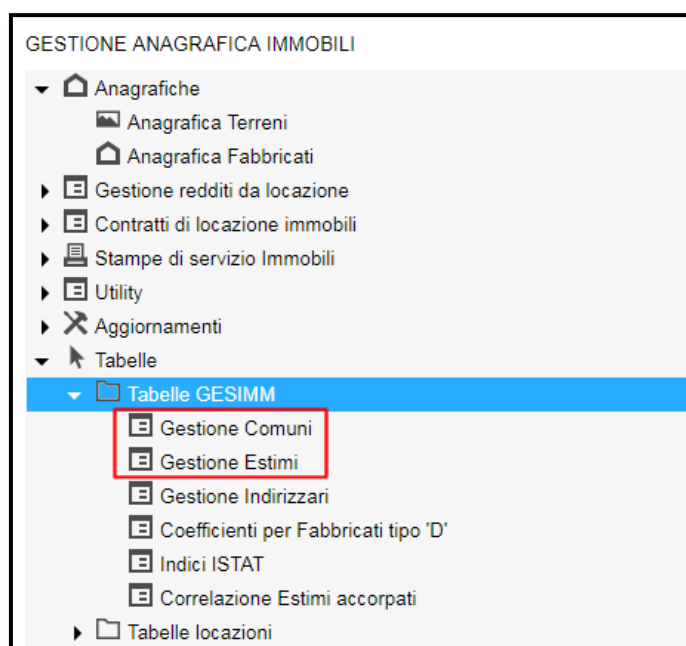 GESTIONE ANAGRAFICA IMMOBILI
Anagrafiche
Anagrafica Terreni
Anagrafica Fabbricati
Gestione redditi da locazione
Contratti di locazione immobili
Stampe di servizio Immobili
Utility
Aggiornamenti
Tabelle
Tabelle GESIMM
Gestione Comuni
Gestione Estimi
Gestione Indirizzari
Coefficienti per Fabbricati tipo 'D'
Indici ISTAT
Correlazione Estimi accorpati
Tabelle locazioni